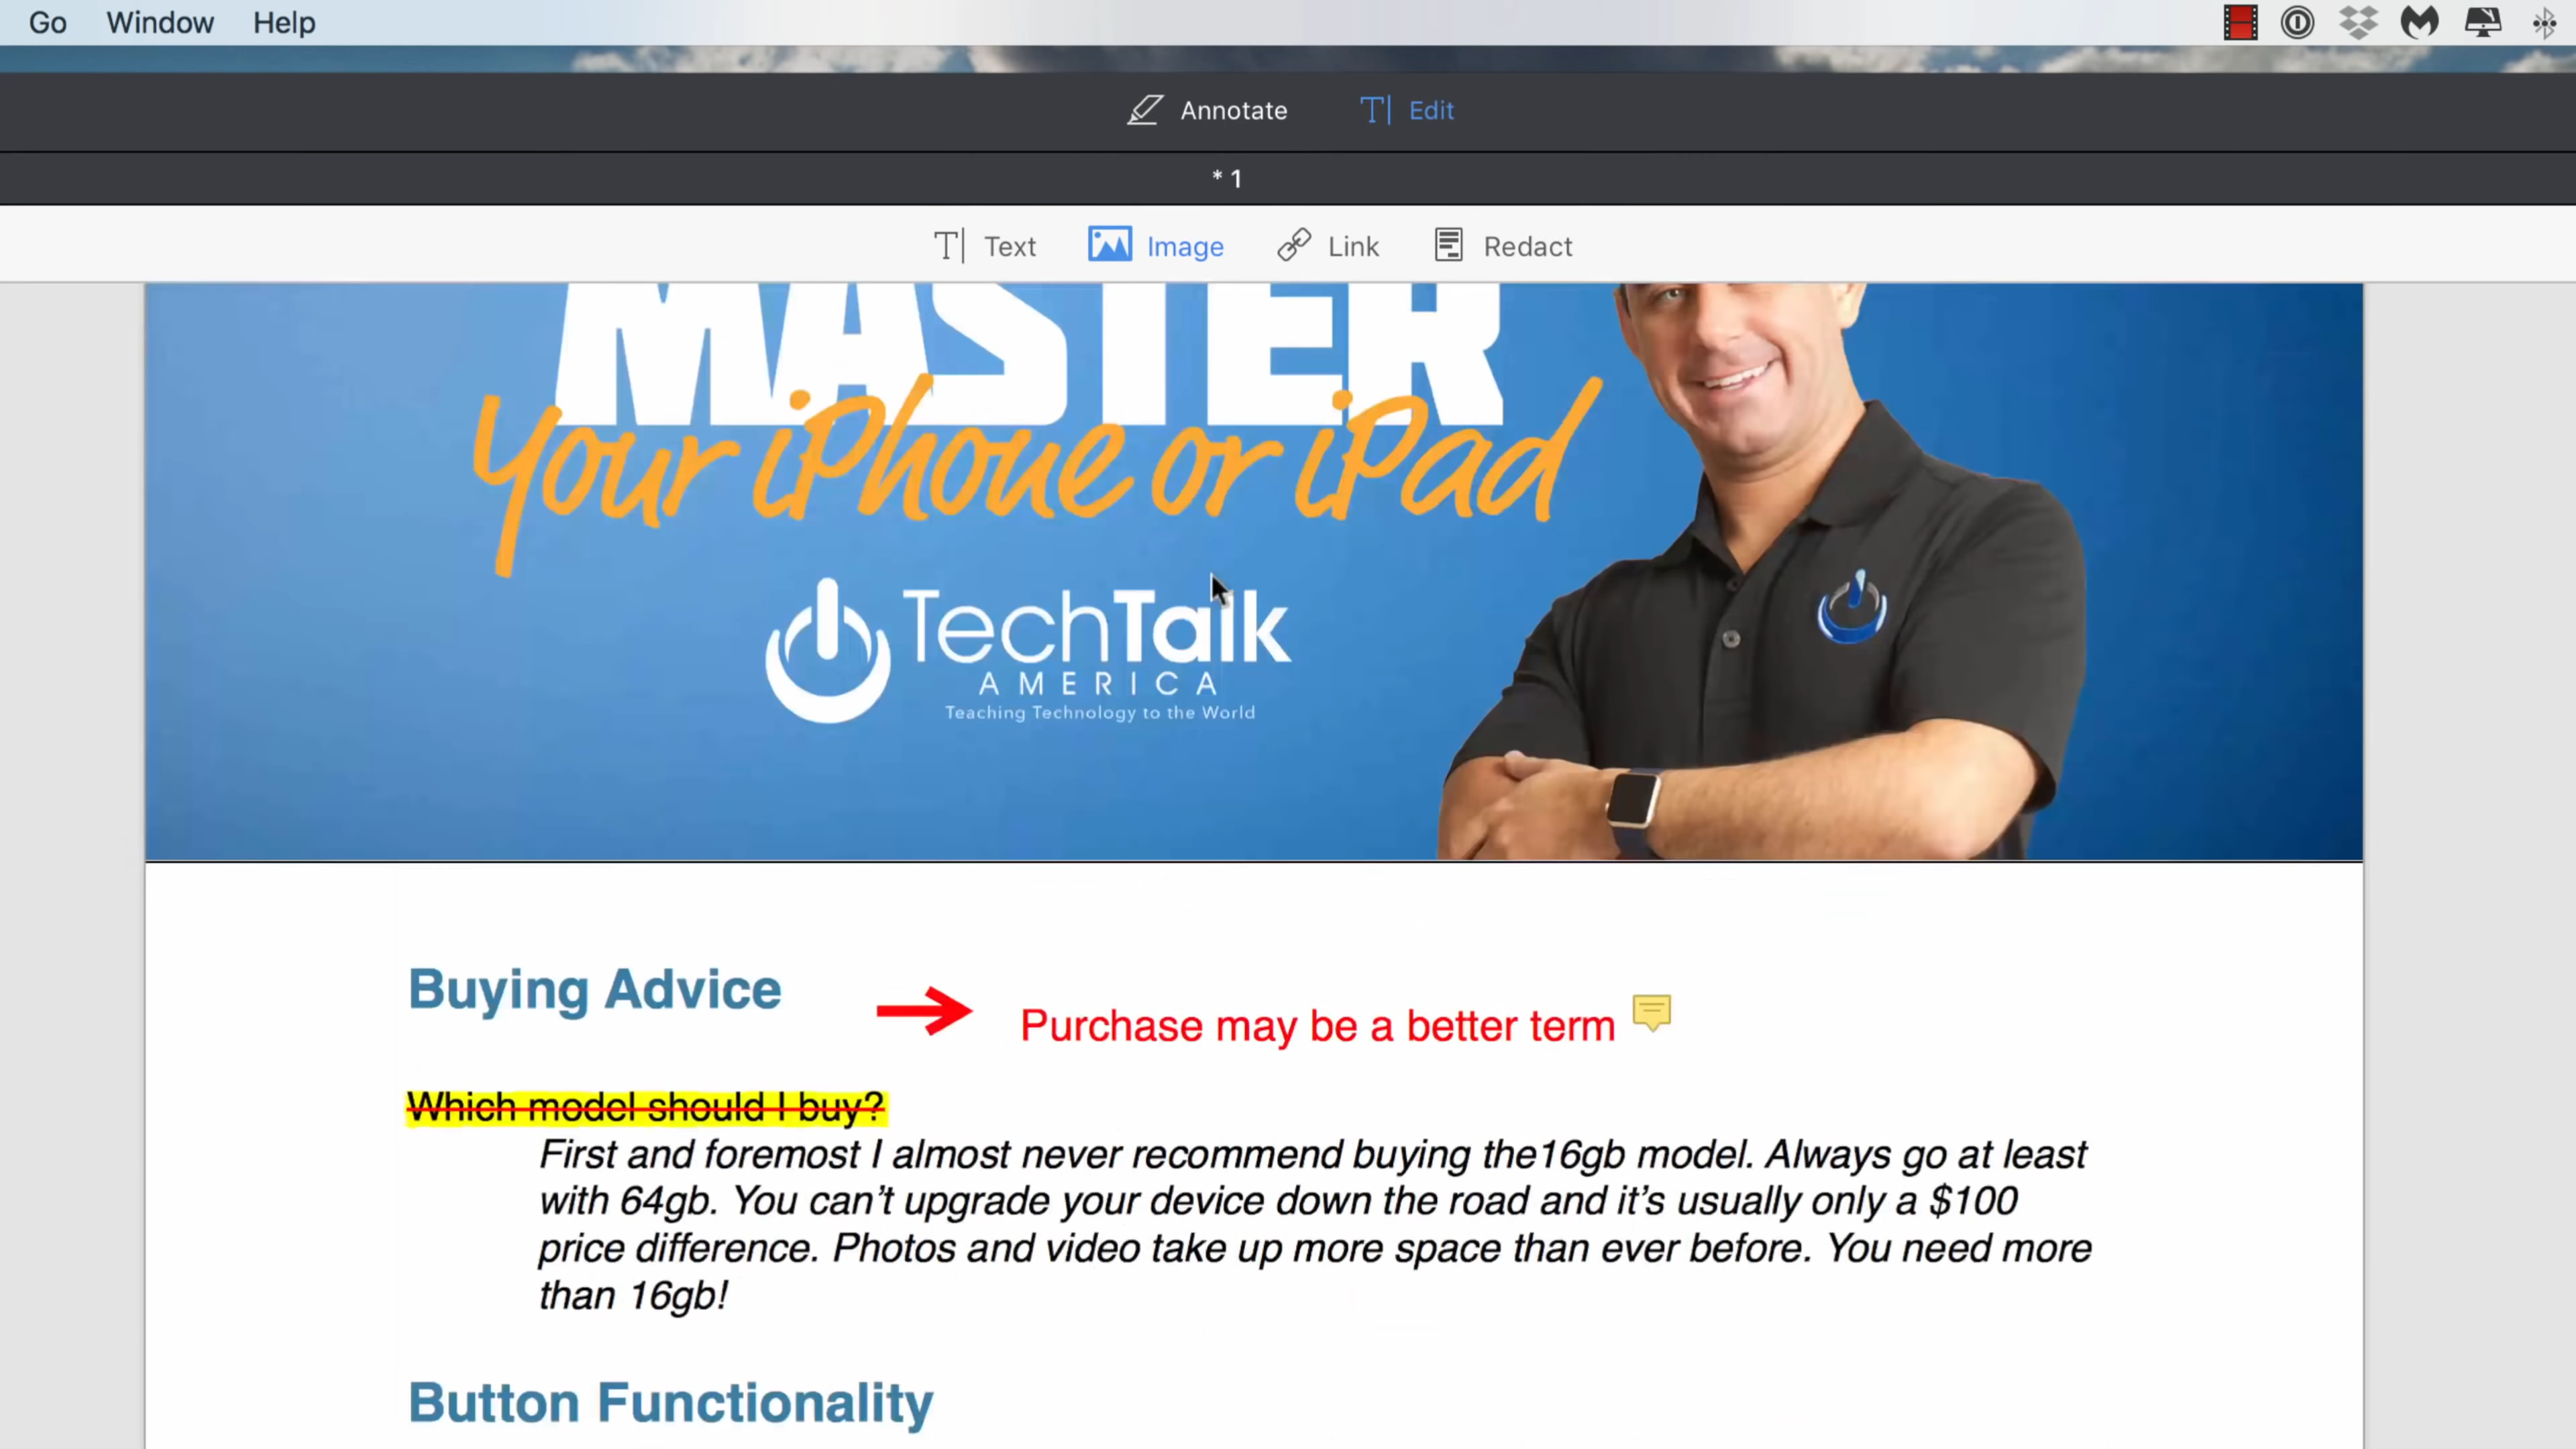 Go Window Help
Annotate Edit
* 1
Text Image Link Redact
MASTER
Your iPhone or iPad
TechTalk
AMERICA
Teaching Technology to the World
Buying Advice
Purchase may be a better term
Which model should I buy?
First and foremost I almost never recommend buying the16gb model. Always go at least
with 64gb. You can’t upgrade your device down the road and it’s usually only a $100
price difference. Photos and video take up more space than ever before. You need more
than 16gb!
Button Functionality